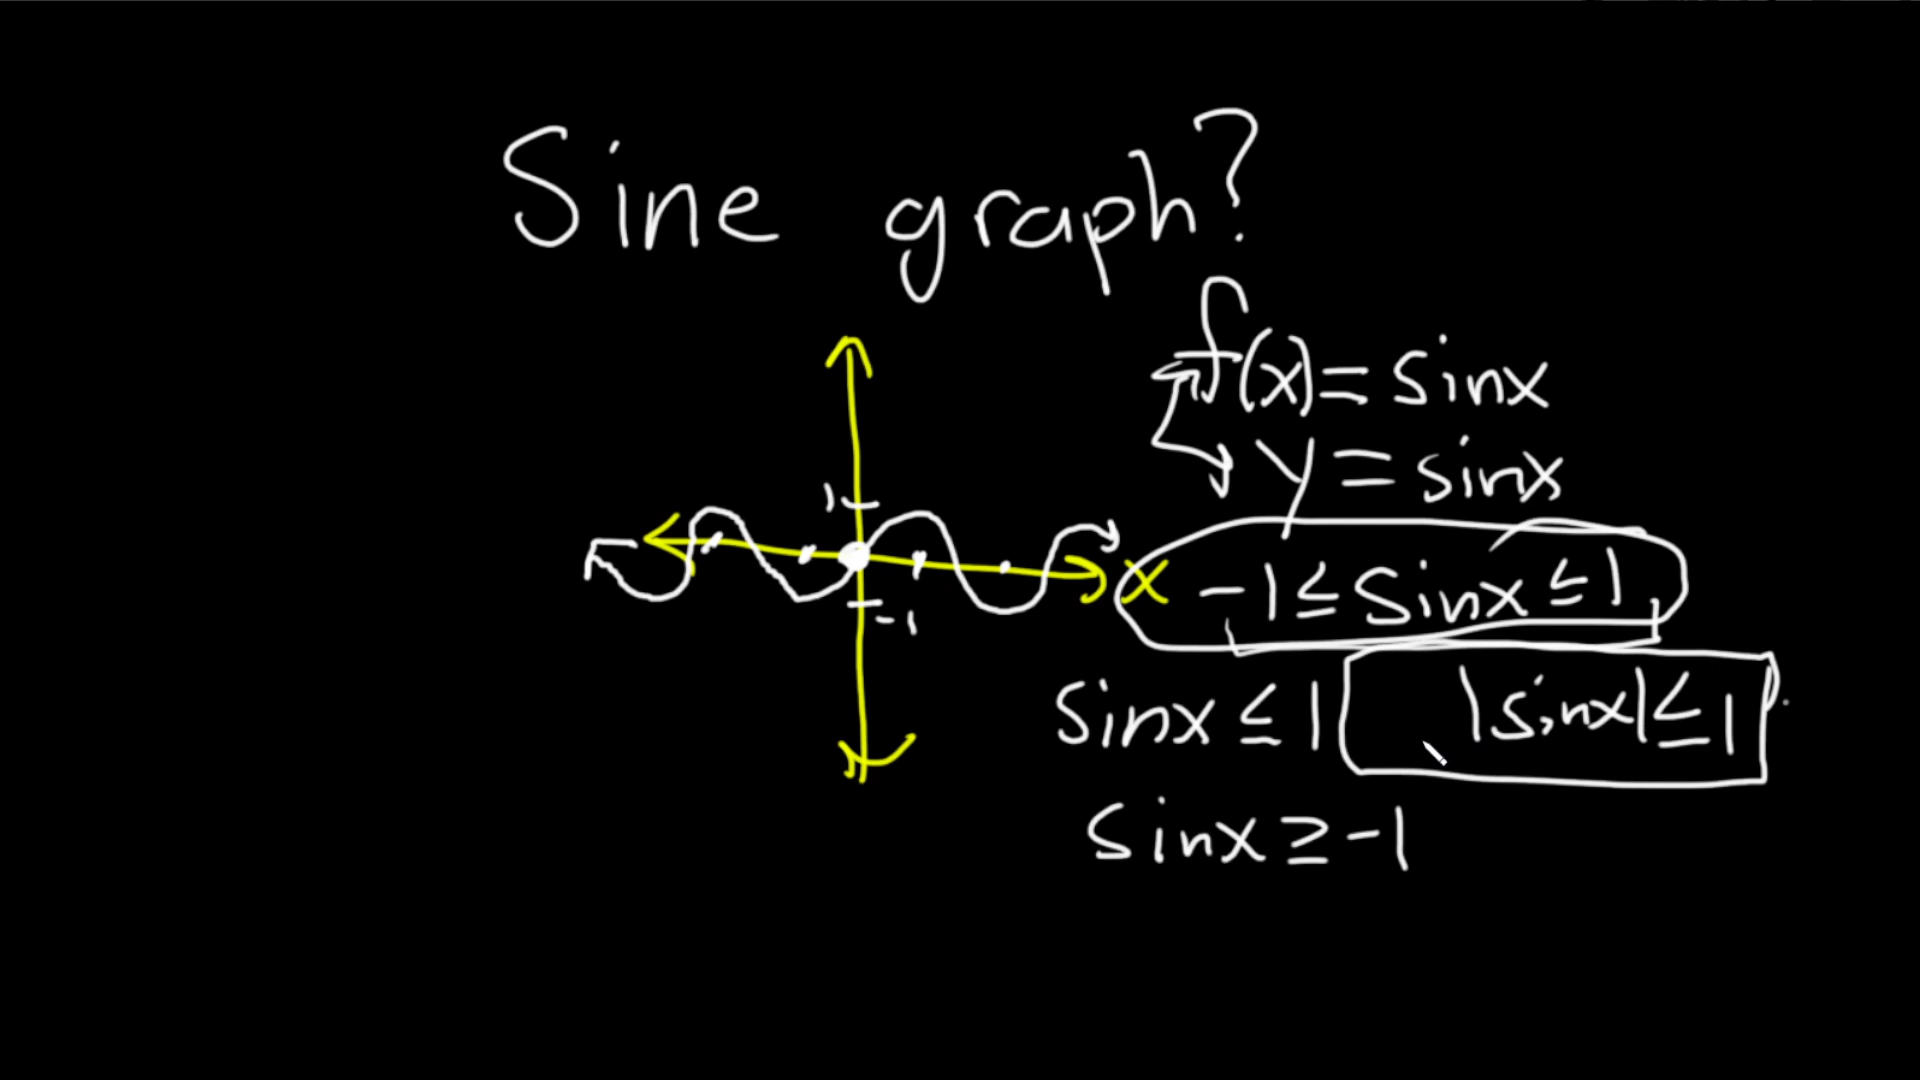 Sine graph?
f(x) = sinx
y = sinx
1
-1
x
-1 ≤ sinx ≤ 1
sinx ≤ 1
|sinx| ≤ 1
sinx ≥ -1